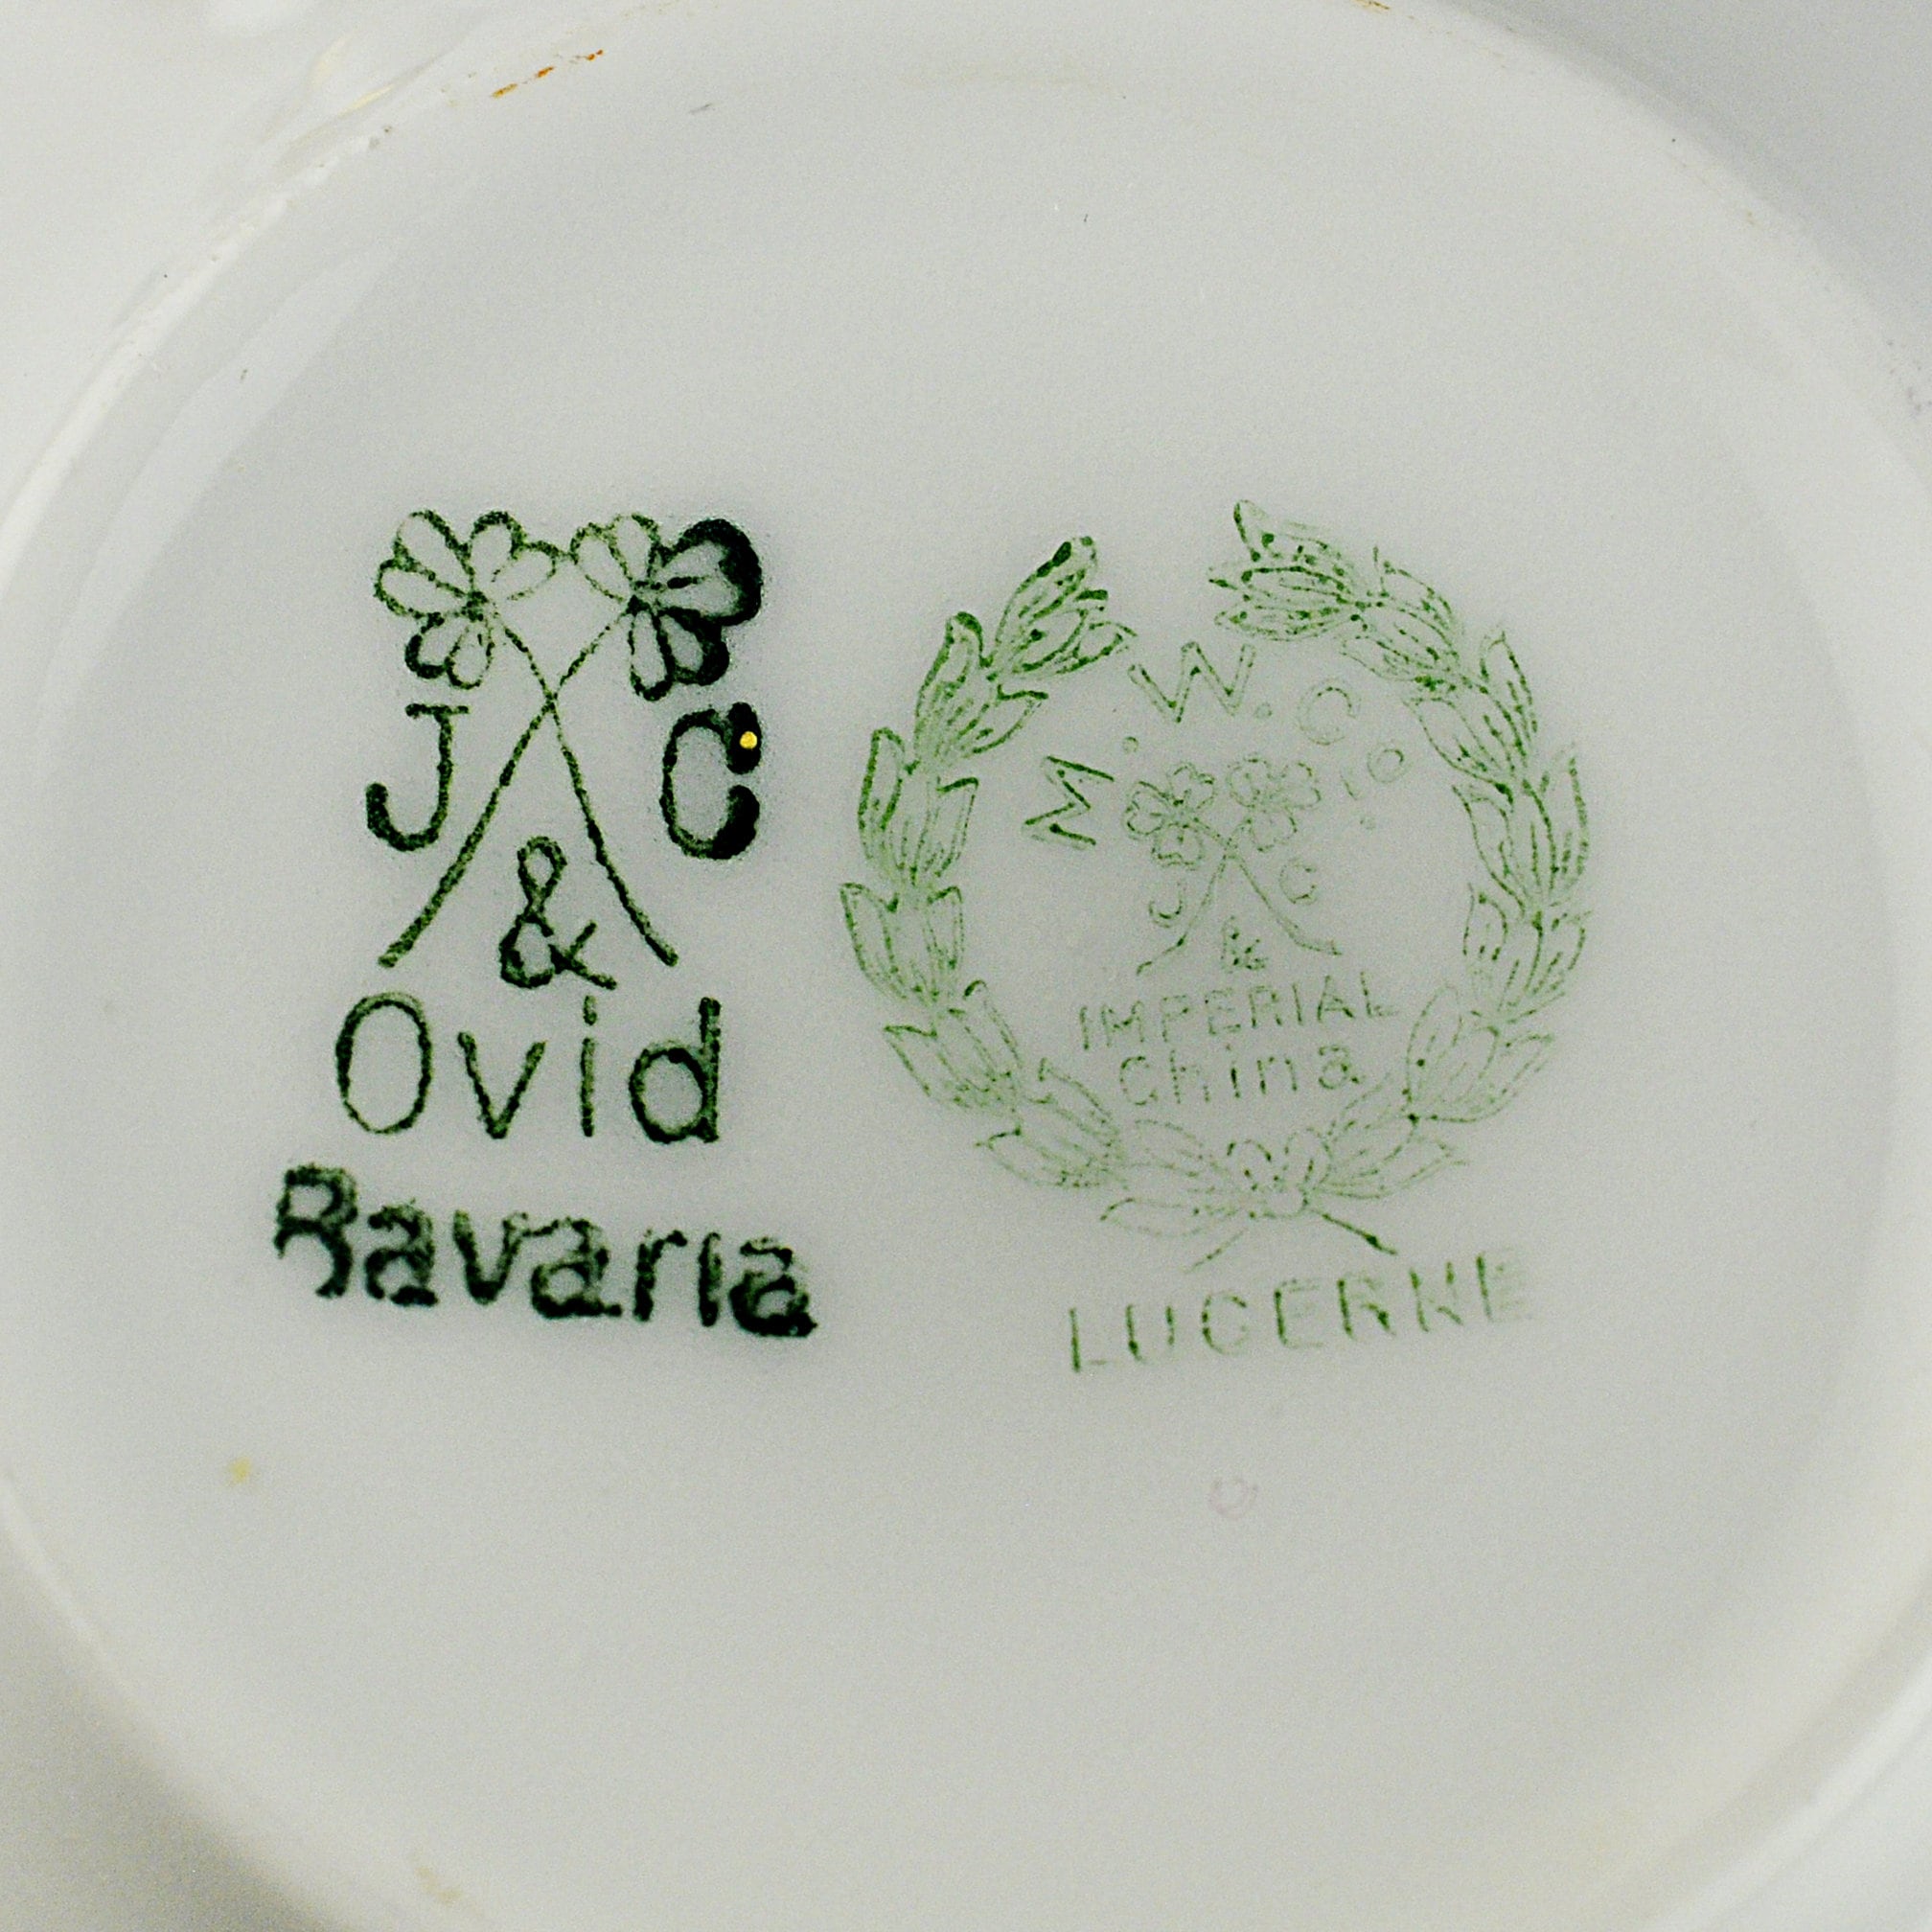 J C
&
Ovid
Bavaria
M. W. Co.
J C
&
IMPERIAL
China
LUCERNE